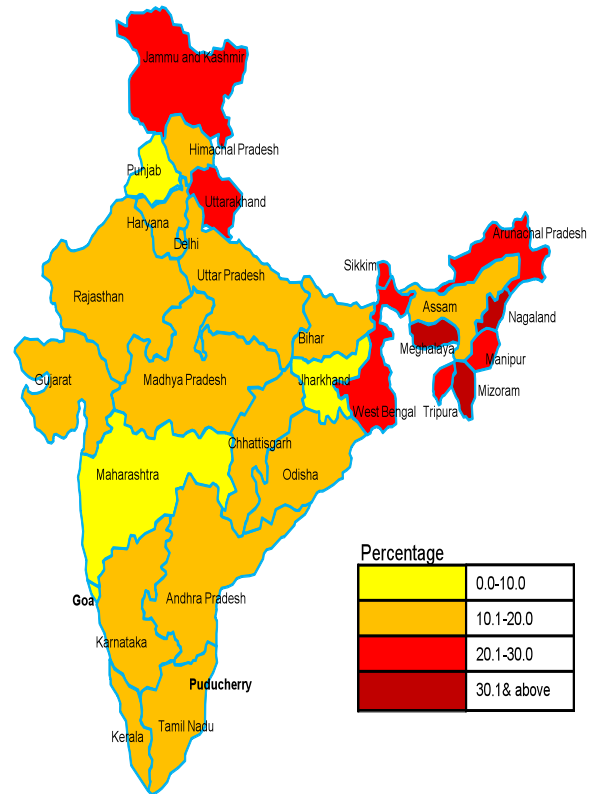 Jammu and Kashmir
Himachal Pradesh
Punjab
Uttarakhand
Haryana
Delhi
Arunachal Pradesh
Sikkim
Uttar Pradesh
Rajasthan
Assam
Nagaland
Bihar
Meghalaya
Manipur
Gujarat
Madhya Pradesh
Jharkhand
Mizoram
West Bengal
Tripura
Chhattisgarh
Maharashtra
Odisha
Percentage
0.0-10.0
10.1-20.0
20.1-30.0
30.1& above
Goa
Andhra Pradesh
Karnataka
Puducherry
Tamil Nadu
Kerala